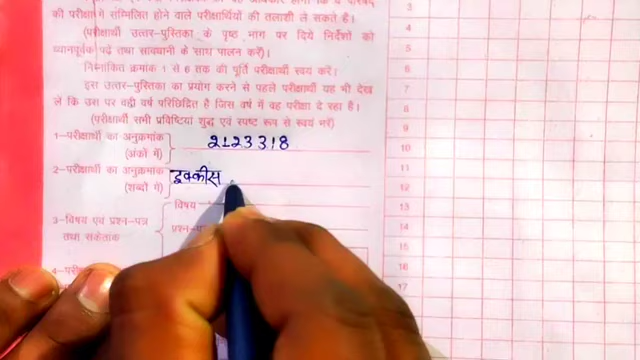 की परीक्षा में सम्मिलित होने वाले परीक्षार्थियों की तलाशी ले सकते है।
(परीक्षार्थी उत्तर-पुस्तिका के पृष्ठ भाग पर दिये निर्देशों को
ध्यानपूर्वक पढ़ें तथा सावधानी के साथ पालन करें)।
निम्नांकित क्रमांक 1 से 6 तक की पूर्ति परीक्षार्थी स्वयं करें।
इस उत्तर-पुस्तिका का प्रयोग करने से पहले परीक्षार्थी यह भी देख
लें कि उस पर वही वर्ष परिछिद्रित है जिस वर्ष में वह परीक्षा दे रहा है।
(परीक्षार्थी सभी प्रविष्टियां शुद्ध एवं स्पष्ट रूप से स्वयं भरें)
1-परीक्षार्थी का अनुक्रमांक 2123318
(अंकों में)
2-परीक्षार्थी का अनुक्रमांक इक्कीस
(शब्दों में)
विषय
3-विषय एवं प्रश्न-पत्र
प्रश्न-
तथा संकेतांक
3
4
5
6
7
8
9
10
11
12
13
14
15
16
17